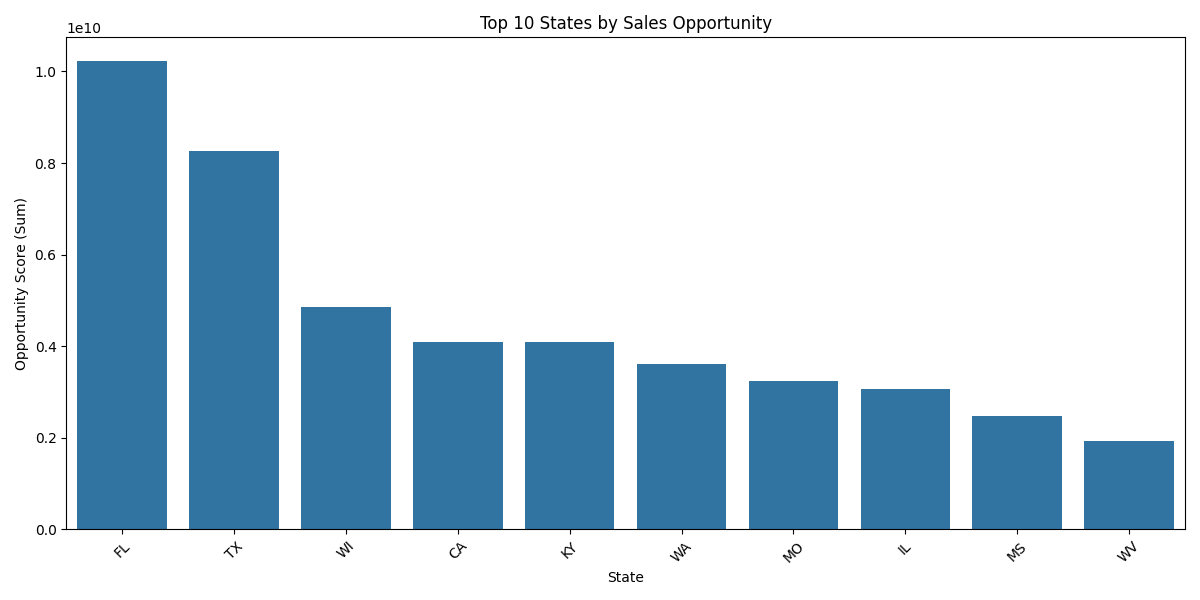 Top 10 States by Sales Opportunity
1e10
1.0
0.8
0.6
0.4
0.2
0.0
Opportunity Score (Sum)
FL TX WI CA KY WA MO IL MS WV
State